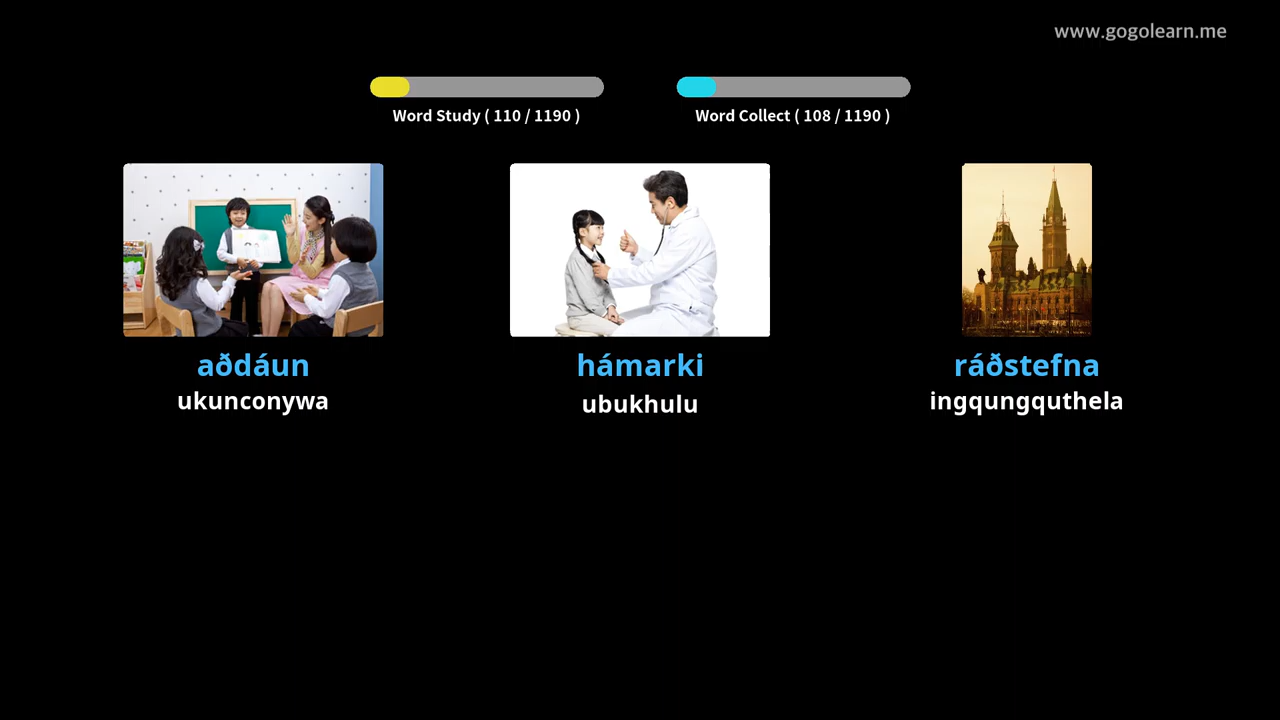 www.gogolearn.me
Word Study ( 110 / 1190 )
Word Collect ( 108 / 1190 )
aðdáun
hámarki
ráðstefna
ukunconywa
ubukhulu
ingqungquthela